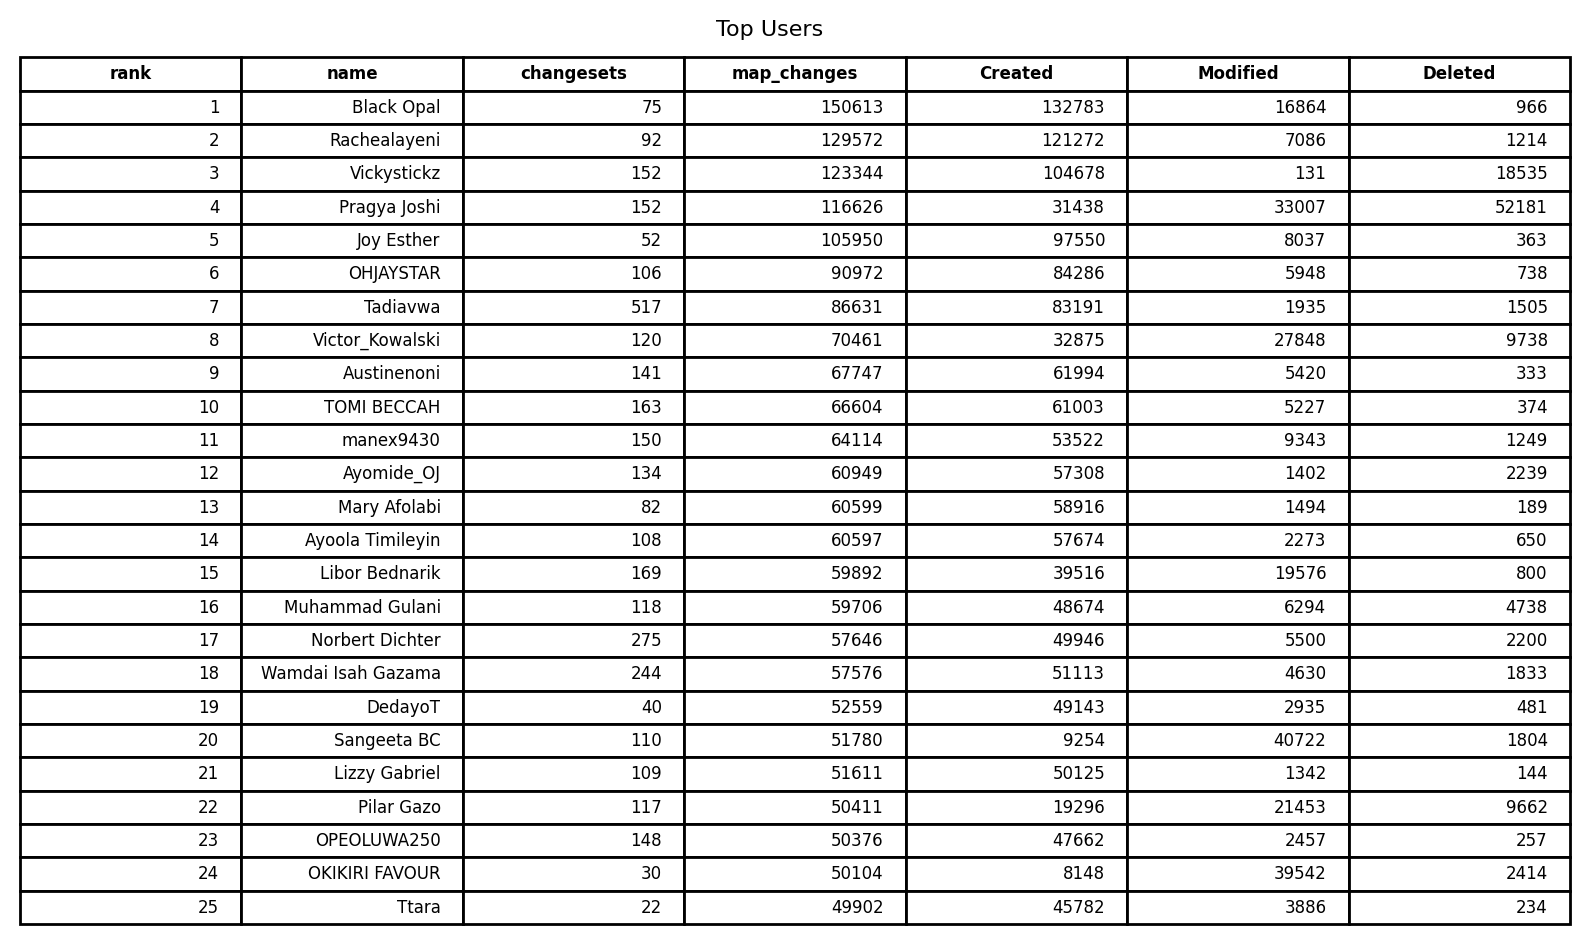 Top Users
rank name changesets map_changes Created Modified Deleted
1 Black Opal 75 150613 132783 16864 966
2 Rachealayeni 92 129572 121272 7086 1214
3 Vickystickz 152 123344 104678 131 18535
4 Pragya Joshi 152 116626 31438 33007 52181
5 Joy Esther 52 105950 97550 8037 363
6 OHJAYSTAR 106 90972 84286 5948 738
7 Tadiavwa 517 86631 83191 1935 1505
8 Victor_Kowalski 120 70461 32875 27848 9738
9 Austinenoni 141 67747 61994 5420 333
10 TOMI BECCAH 163 66604 61003 5227 374
11 manex9430 150 64114 53522 9343 1249
12 Ayomide_OJ 134 60949 57308 1402 2239
13 Mary Afolabi 82 60599 58916 1494 189
14 Ayoola Timileyin 108 60597 57674 2273 650
15 Libor Bednarik 169 59892 39516 19576 800
16 Muhammad Gulani 118 59706 48674 6294 4738
17 Norbert Dichter 275 57646 49946 5500 2200
18 Wamdai Isah Gazama 244 57576 51113 4630 1833
19 DedayoT 40 52559 49143 2935 481
20 Sangeeta BC 110 51780 9254 40722 1804
21 Lizzy Gabriel 109 51611 50125 1342 144
22 Pilar Gazo 117 50411 19296 21453 9662
23 OPEOLUWA250 148 50376 47662 2457 257
24 OKIKIRI FAVOUR 30 50104 8148 39542 2414
25 Ttara 22 49902 45782 3886 234